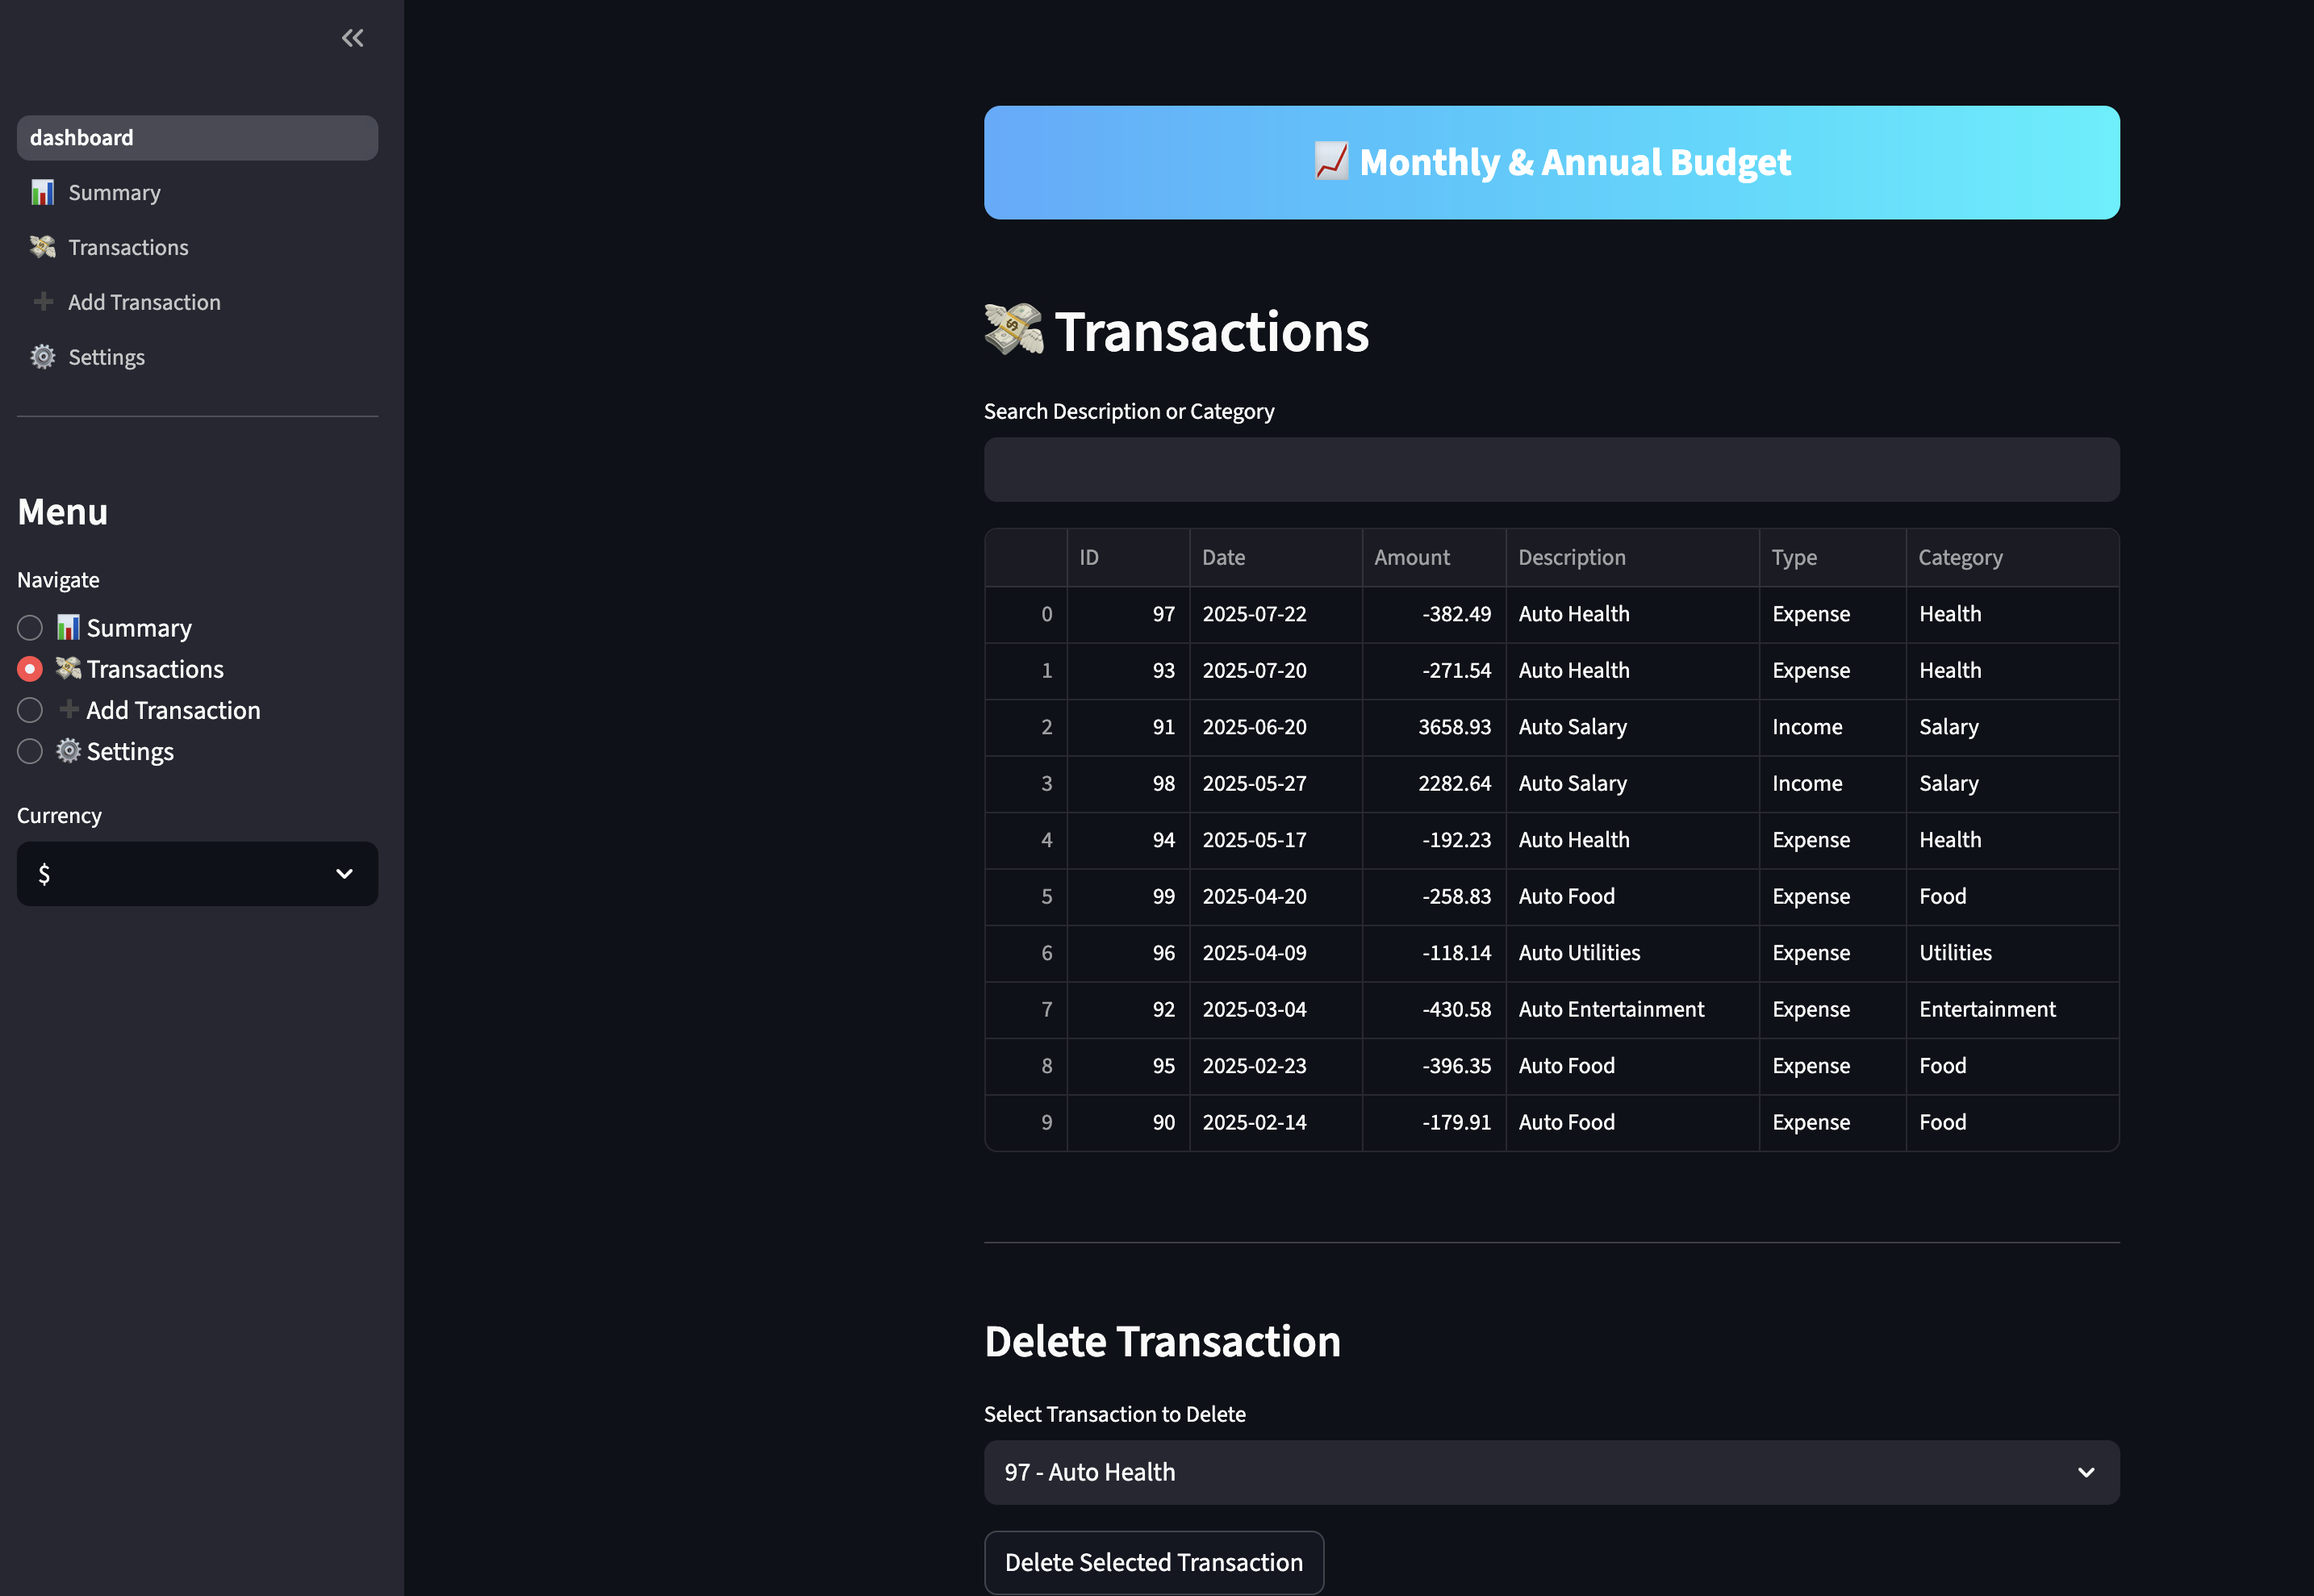 dashboard
📊 Summary
💸 Transactions
➕ Add Transaction
⚙️ Settings
Menu
Navigate
📊 Summary
💸 Transactions
➕ Add Transaction
⚙️ Settings
Currency
$
📈 Monthly & Annual Budget
💸 Transactions
Search Description or Category
ID Date Amount Description Type Category
0 97 2025-07-22 -382.49 Auto Health Expense Health
1 93 2025-07-20 -271.54 Auto Health Expense Health
2 91 2025-06-20 3658.93 Auto Salary Income Salary
3 98 2025-05-27 2282.64 Auto Salary Income Salary
4 94 2025-05-17 -192.23 Auto Health Expense Health
5 99 2025-04-20 -258.83 Auto Food Expense Food
6 96 2025-04-09 -118.14 Auto Utilities Expense Utilities
7 92 2025-03-04 -430.58 Auto Entertainment Expense Entertainment
8 95 2025-02-23 -396.35 Auto Food Expense Food
9 90 2025-02-14 -179.91 Auto Food Expense Food
Delete Transaction
Select Transaction to Delete
97 - Auto Health
Delete Selected Transaction